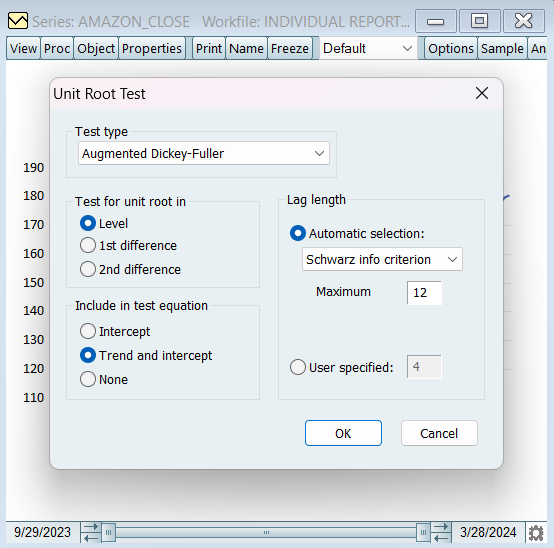 Series: AMAZON_CLOSE Workfile: INDIVIDUAL REPORT...
View Proc Object Properties Print Name Freeze Default Options Sample An
Unit Root Test
Test type
Augmented Dickey-Fuller
Test for unit root in
Level
1st difference
2nd difference
Include in test equation
Intercept
Trend and intercept
None
Lag length
Automatic selection:
Schwarz info criterion
Maximum 12
User specified: 4
OK Cancel
190
180
170
160
150
140
130
120
110
9/29/2023 3/28/2024